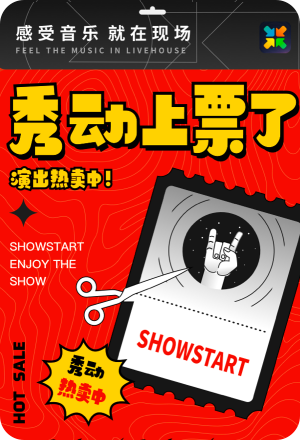 感受音乐 就在现场
FEEL THE MUSIC IN LIVEHOUSE
秀动上票了
演出热卖中!
SHOWSTART
ENJOY THE
SHOW
SHOWSTART
秀动
热卖中
HOT SALE